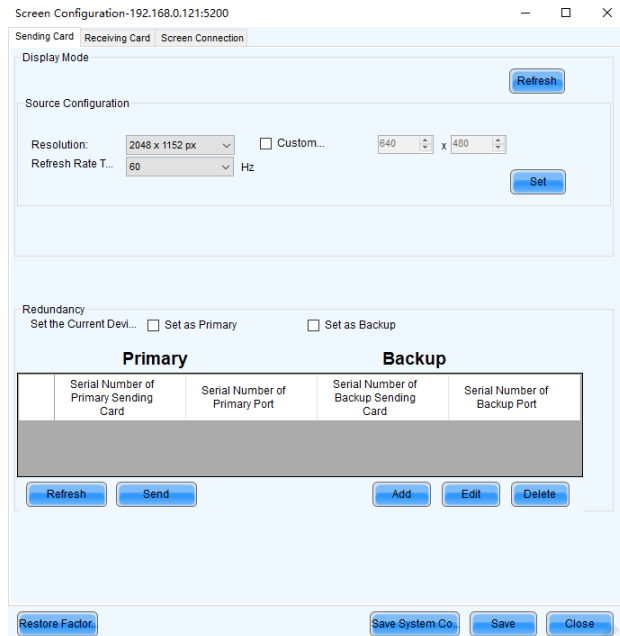 Screen Configuration-192.168.0.121:5200
Sending Card Receiving Card Screen Connection
Display Mode
Refresh
Source Configuration
Resolution: 2048 x 1152 px Custom... 640 x 480
Refresh Rate T... 60 Hz
Set
Redundancy
Set the Current Devi... Set as Primary Set as Backup
Primary Backup
Serial Number of Primary Sending Card Serial Number of Primary Port Serial Number of Backup Sending Card Serial Number of Backup Port
Refresh Send Add Edit Delete
Restore Factor.. Save System Co.. Save Close